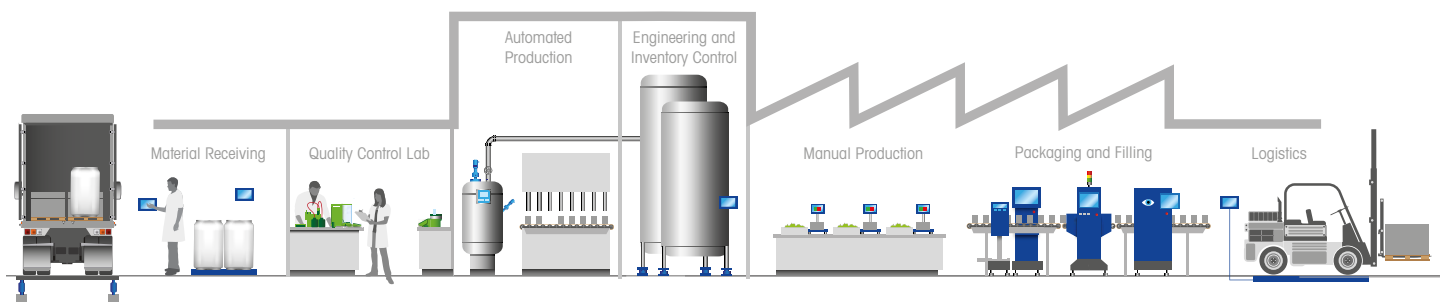 Automated
Production
Engineering and
Inventory Control
Material Receiving
Quality Control Lab
Manual Production
Packaging and Filling
Logistics